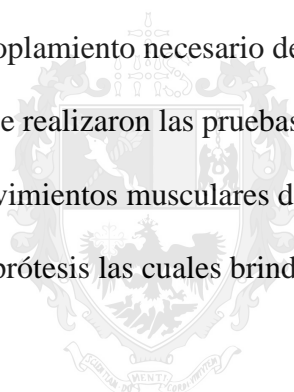 oplamiento necesario de
e realizaron las pruebas
vimientos musculares d
prótesis las cuales brind